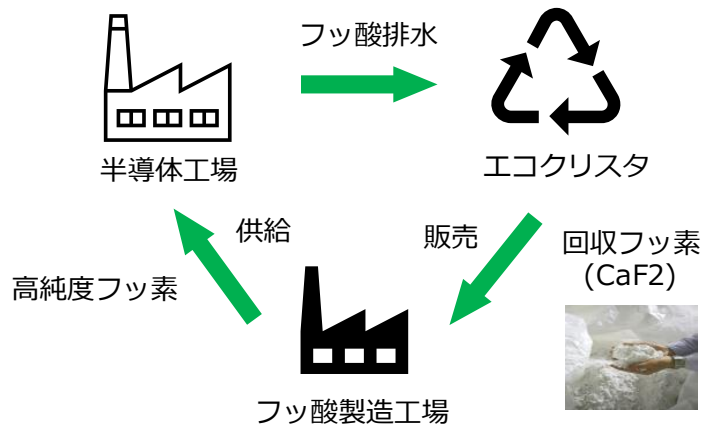 フッ酸排水
半導体工場
エコクリスタ
供給
販売
回収フッ素
(CaF2)
高純度フッ素
フッ酸製造工場